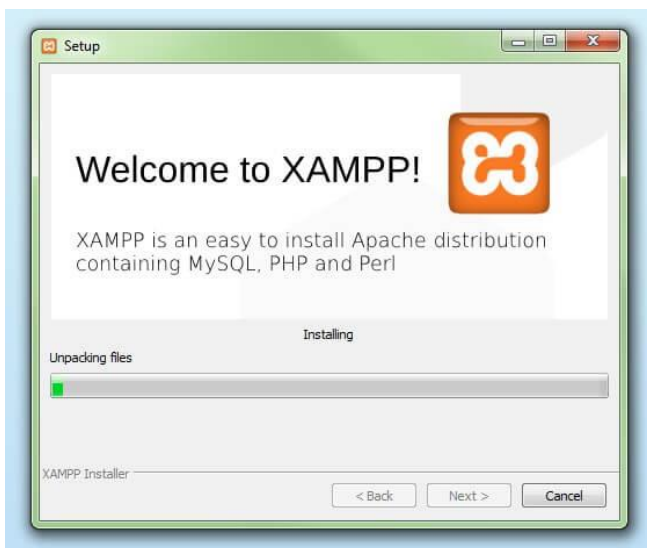 Setup
Welcome to XAMPP!
XAMPP is an easy to install Apache distribution
containing MySQL, PHP and Perl
Installing
Unpacking files
XAMPP Installer
< Back Next > Cancel